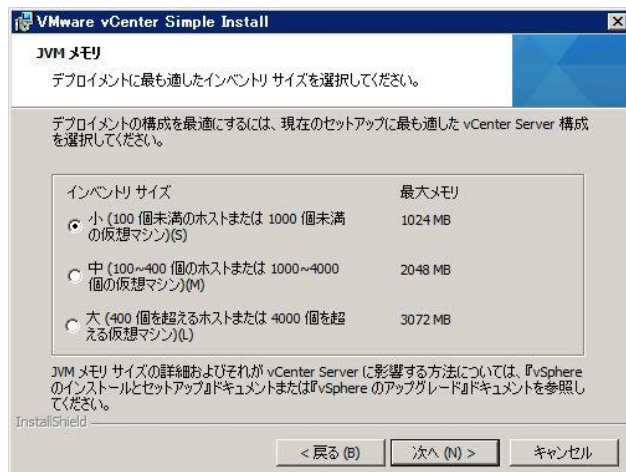 VMware vCenter Simple Install
JVM メモリ
デプロイメントに最も適したインベントリ サイズを選択してください。
デプロイメントの構成を最適にするには、現在のセットアップに最も適した vCenter Server 構成
を選択してください。
インベントリ サイズ
最大メモリ
小 (100 個未満のホストまたは 1000 個未満
の仮想マシン)(S)
1024 MB
中 (100~400 個のホストまたは 1000~4000
個の仮想マシン)(M)
2048 MB
大 (400 個を超えるホストまたは 4000 個を超
える仮想マシン)(L)
3072 MB
JVM メモリ サイズの詳細およびそれが vCenter Server に影響する方法については、『vSphere
のインストールとセットアップ』ドキュメントまたは『vSphere のアップグレード』ドキュメントを参照し
てください。
InstallShield
< 戻る (B)
次へ (N) >
キャンセル